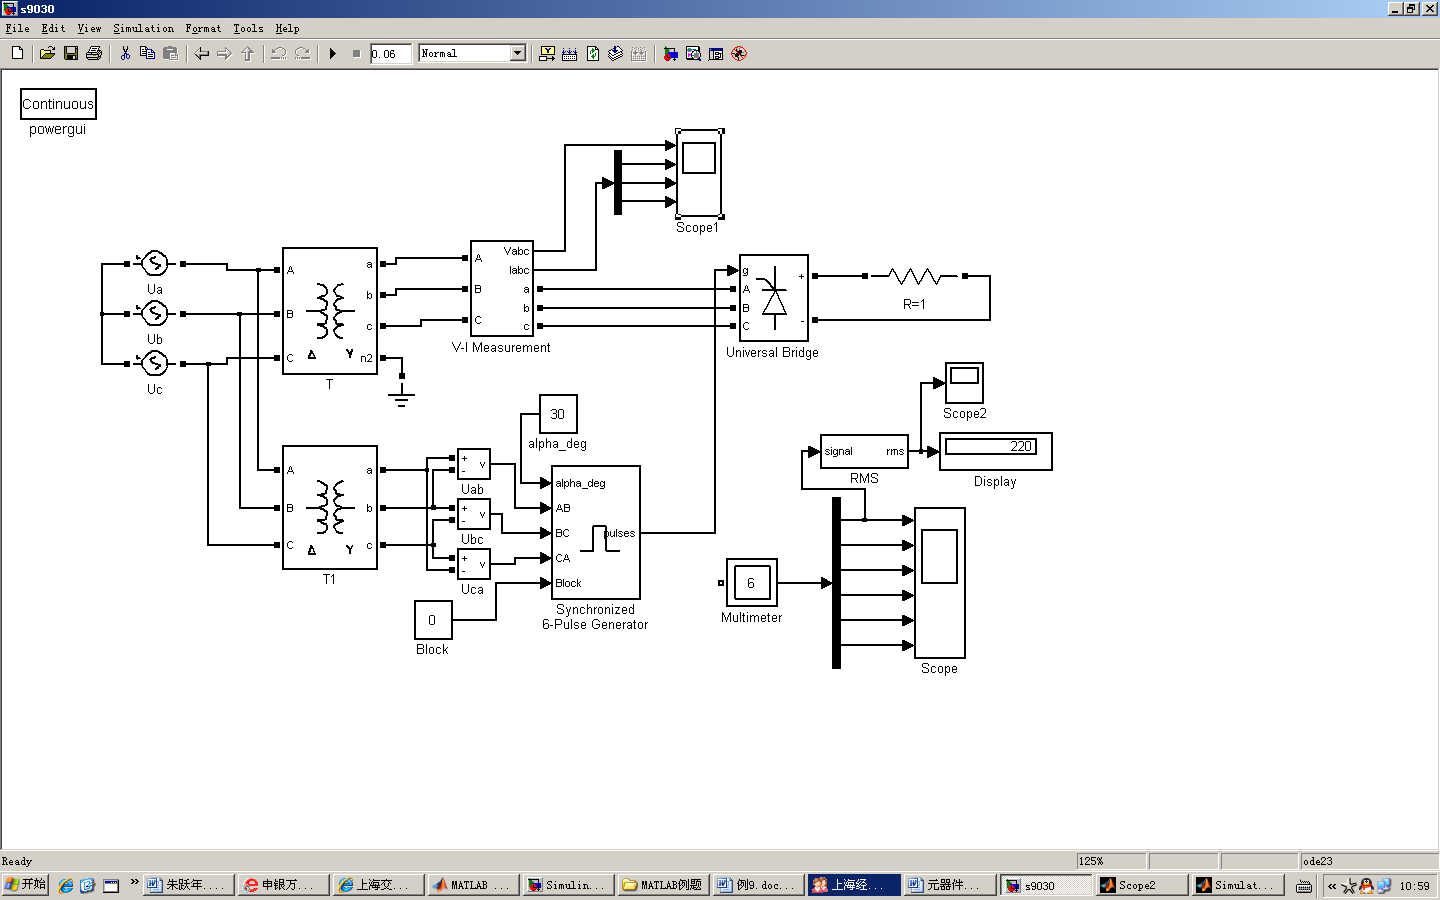 s9030
File Edit View Simulation Format Tools Help
0.06 Normal
Continuous
powergui
Scope1
Vabc
Iabc
A
B
C
a
b
c
V-I Measurement
Ua
Ub
Uc
A
B
C
a
b
c
n2
Δ Y
T
g
A
B
C
+
-
Universal Bridge
R=1
30
alpha_deg
A
B
C
a
b
c
Δ Y
T1
+
-
v
Uab
+
-
v
Ubc
+
-
v
Uca
alpha_deg
AB
BC
CA
Block
pulses
Synchronized
6-Pulse Generator
0
Block
Scope2
signal rms
RMS
220
Display
6
Multimeter
Scope
Ready 125% ode23
开始 » 朱跃年.... 申银万... 上海交... MATLAB ... Simulin... MATLAB例题 例9.doc... 上海经... 元器件... s9030 Scope2 Simulat... « 10:59